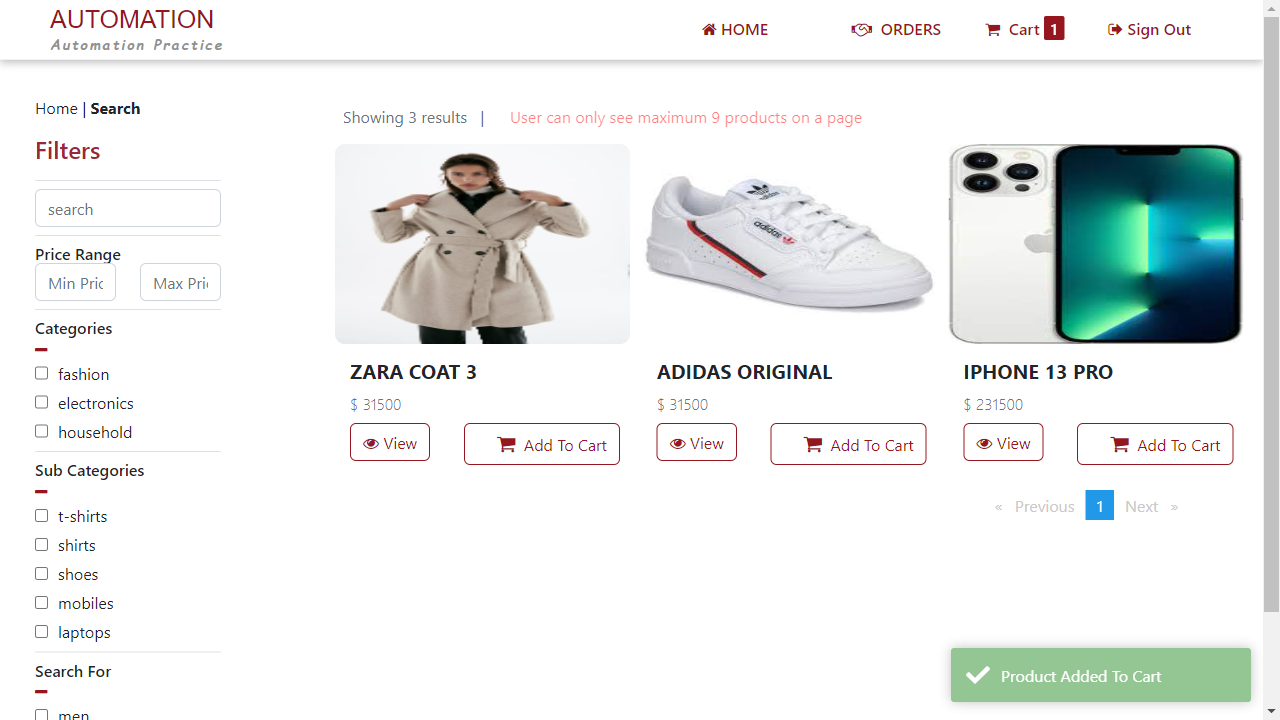 AUTOMATION
Automation Practice
HOME
ORDERS
Cart 1
Sign Out
Home | Search
Filters
search
Price Range
Min Pric
Max Pri
Categories
fashion
electronics
household
Sub Categories
t-shirts
shirts
shoes
mobiles
laptops
Search For
men
Showing 3 results |
User can only see maximum 9 products on a page
adidas
adidas
ZARA COAT 3
$ 31500
View
Add To Cart
ADIDAS ORIGINAL
$ 31500
View
Add To Cart
IPHONE 13 PRO
$ 231500
View
Add To Cart
« Previous 1 Next »
Product Added To Cart